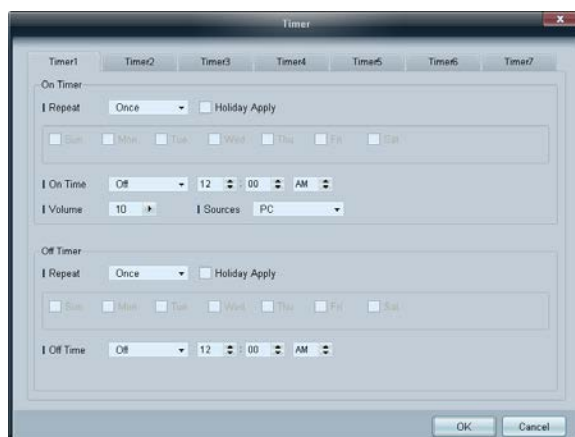 Timer
x
Timer1 Timer2 Timer3 Timer4 Timer5 Timer6 Timer7
On Timer
Repeat Once Holiday Apply
Sun Mon Tue Wed Thu Fri Sat
On Time Off 12 : 00 AM
Volume 10 Sources PC
Off Timer
Repeat Once Holiday Apply
Sun Mon Tue Wed Thu Fri Sat
Off Time Off 12 : 00 AM
OK Cancel